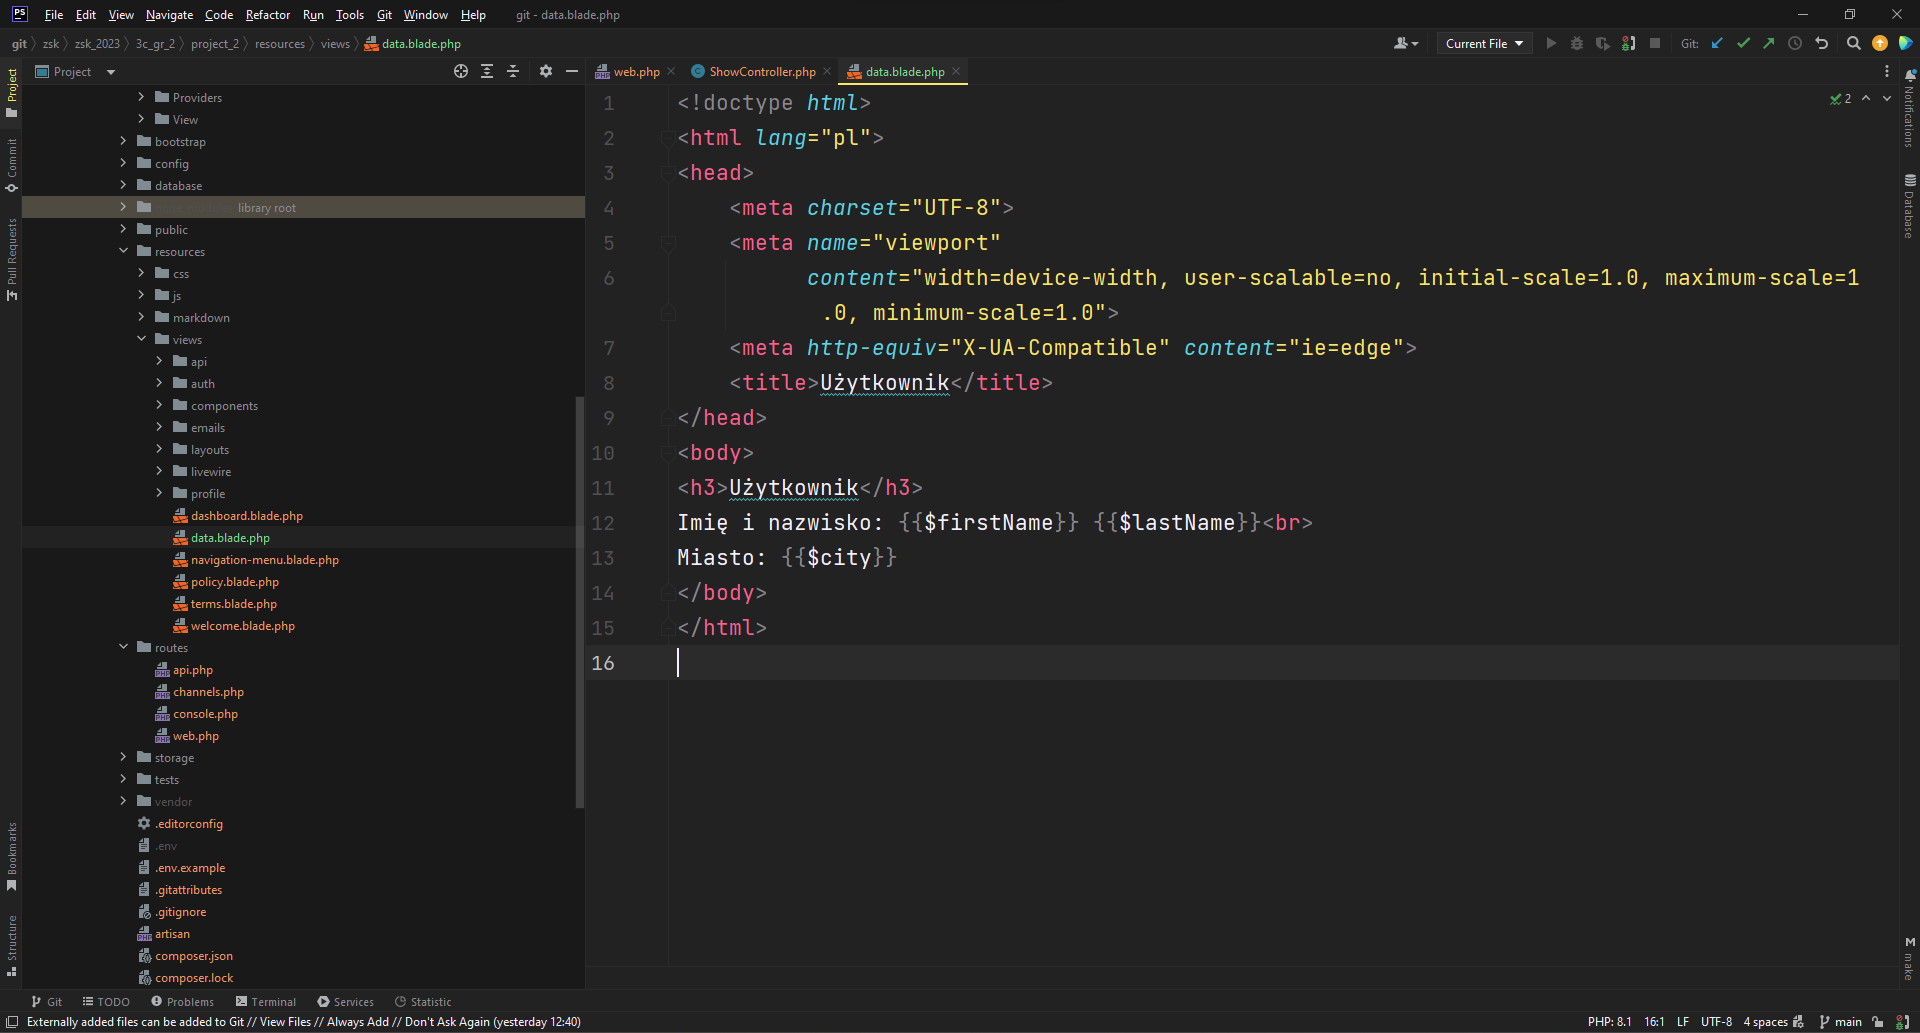 File Edit View Navigate Code Refactor Run Tools Git Window Help git - data.blade.php
git zsk zsk_2023 3c_gr_2 project_2 resources views data.blade.php
Current File
Git:
Project
web.php
ShowController.php
data.blade.php
Project
Commit
Pull Requests
Bookmarks
Structure
Providers
View
bootstrap
config
database
library root
public
resources
css
js
markdown
views
api
auth
components
emails
layouts
livewire
profile
dashboard.blade.php
data.blade.php
navigation-menu.blade.php
policy.blade.php
terms.blade.php
welcome.blade.php
routes
api.php
channels.php
console.php
web.php
storage
tests
vendor
.editorconfig
.env
.env.example
.gitattributes
.gitignore
artisan
composer.json
composer.lock
1 <!doctype html>
2 <html lang="pl">
3 <head>
4 <meta charset="UTF-8">
5 <meta name="viewport"
6 content="width=device-width, user-scalable=no, initial-scale=1.0, maximum-scale=1
.0, minimum-scale=1.0">
7 <meta http-equiv="X-UA-Compatible" content="ie=edge">
8 <title>Użytkownik</title>
9 </head>
10 <body>
11 <h3>Użytkownik</h3>
12 Imię i nazwisko: {{$firstName}} {{$lastName}}<br>
13 Miasto: {{$city}}
14 </body>
15 </html>
16
2
Notifications
Database
make
Git TODO Problems Terminal Services Statistic
Externally added files can be added to Git // View Files // Always Add // Don't Ask Again (yesterday 12:40)
PHP: 8.1 16:1 LF UTF-8 4 spaces main